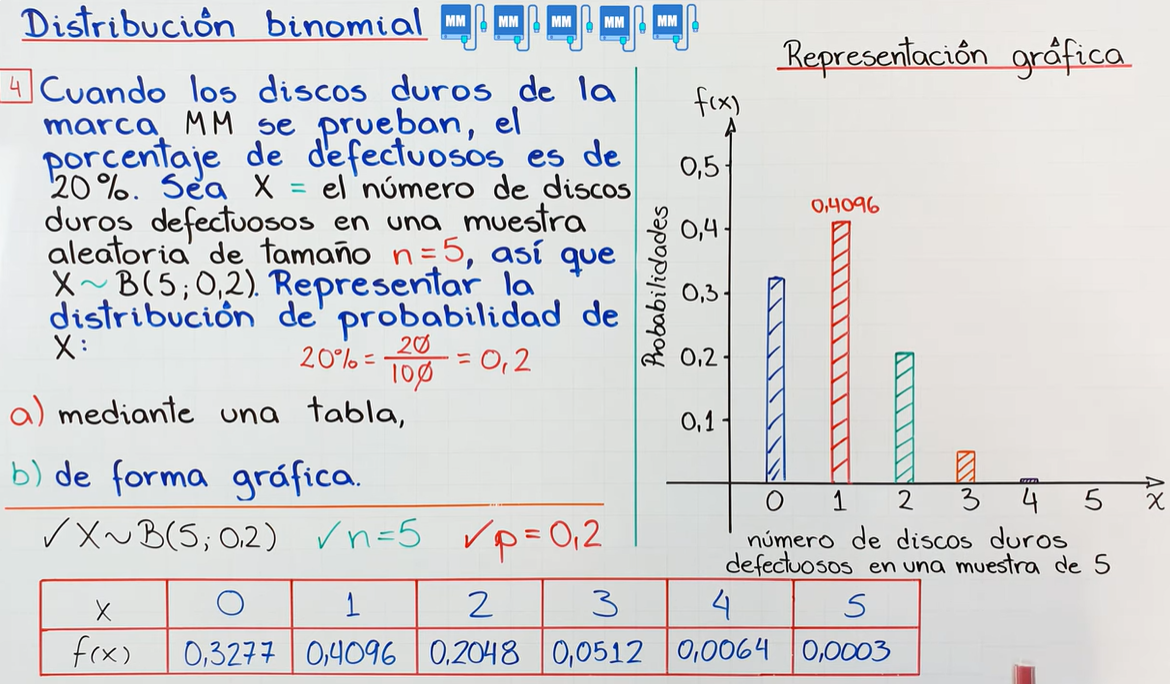 Distribución binomial
MM MM MM MM MM
4 Cuando los discos duros de la
marca MM se prueban, el
porcentaje de defectuosos es de
20%. Sea X = el número de discos
duros defectuosos en una muestra
aleatoria de tamaño n=5, así que
X~B(5;0,2). Representar la
distribución de probabilidad de
X:
20% = 20/100 = 0,2
a) mediante una tabla,
b) de forma gráfica.
✓X~B(5;0,2) ✓n=5 ✓p=0,2
Representación gráfica
f(x)
Probabilidades
0,5
0,4096
0,4
0,3
0,2
0,1
0 1 2 3 4 5 x
número de discos duros
defectuosos en una muestra de 5
x 0 1 2 3 4 5
f(x) 0,3277 0,4096 0,2048 0,0512 0,0064 0,0003